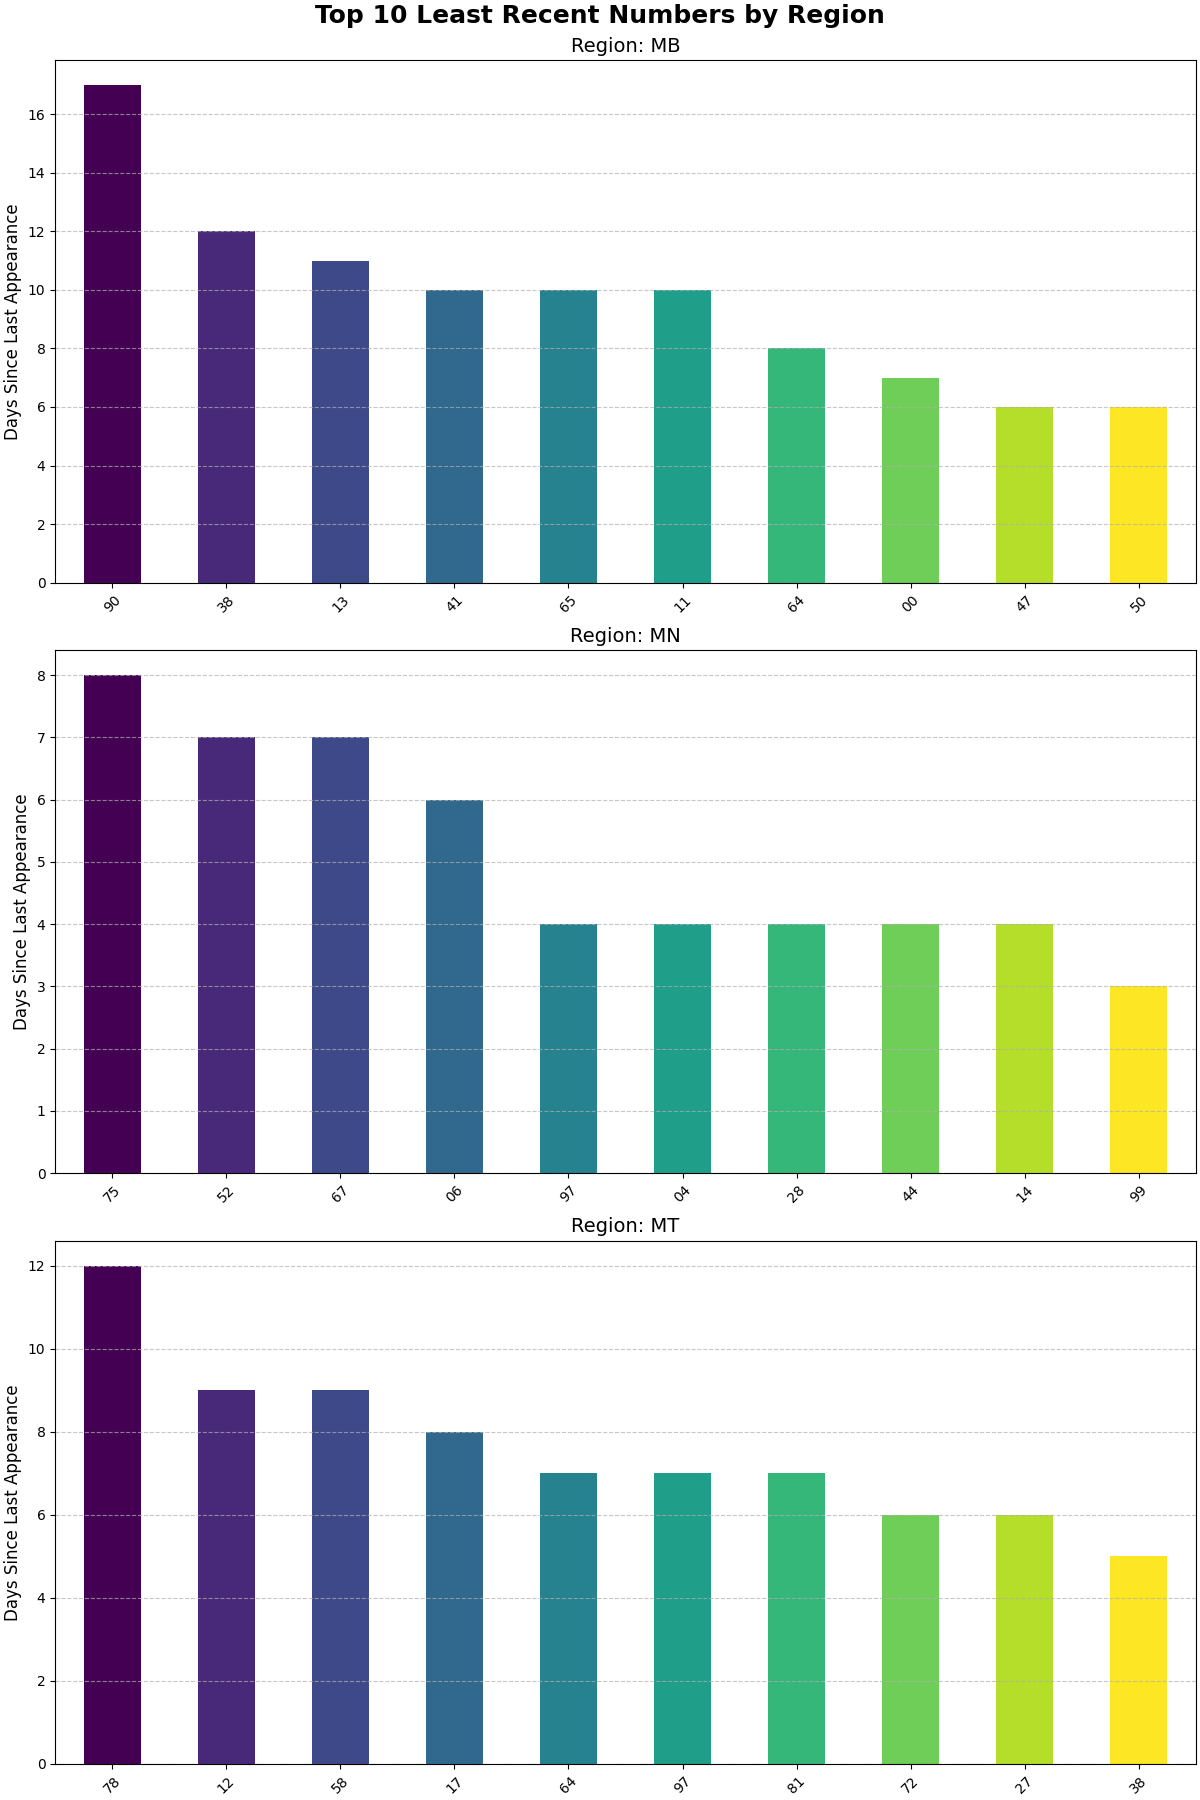 Top 10 Least Recent Numbers by Region
Region: MB
Days Since Last Appearance
16
14
12
10
8
6
4
2
0
90 38 13 41 65 11 64 00 47 50
Region: MN
Days Since Last Appearance
8
7
6
5
4
3
2
1
0
75 52 67 06 97 04 28 44 14 99
Region: MT
Days Since Last Appearance
12
10
8
6
4
2
0
78 12 58 17 64 97 81 72 27 38